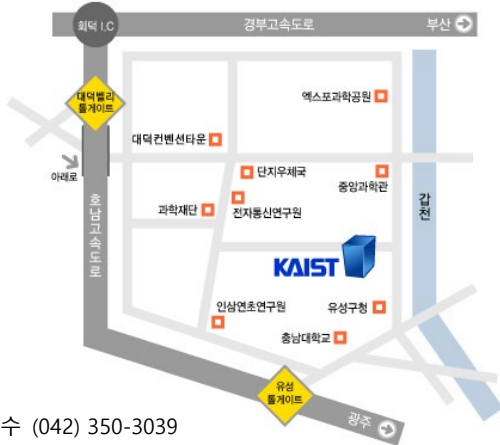 회덕 I.C
경부고속도로
부산
대덕밸리
톨게이트
엑스포과학공원
대덕컨벤션타운
아래로
단지우체국
중앙과학관
과학재단
전자통신연구원
갑천
호남고속도로
KAIST
인삼연초연구원
유성구청
충남대학교
유성
톨게이트
광주
수 (042) 350-3039